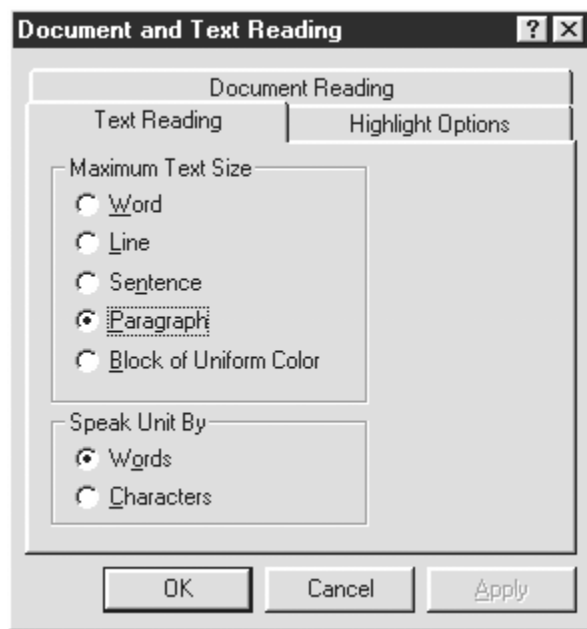 Document and Text Reading ? X
Document Reading
Text Reading Highlight Options
Maximum Text Size
Word
Line
Sentence
Paragraph
Block of Uniform Color
Speak Unit By
Words
Characters
OK Cancel Apply